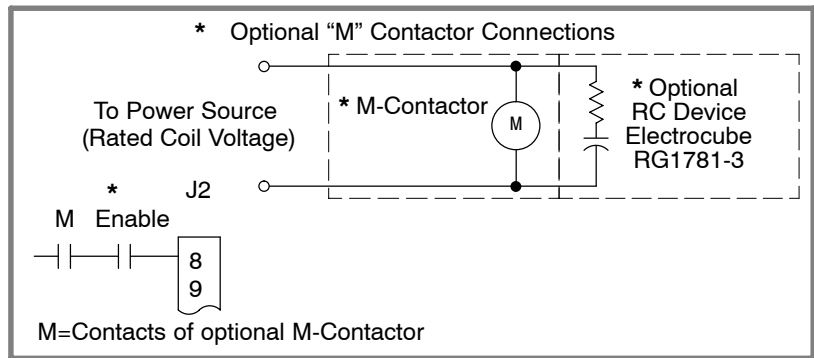 * Optional “M” Contactor Connections
To Power Source
(Rated Coil Voltage)
* M-Contactor
M
* Optional
RC Device
Electrocube
RG1781-3
*
J2
M Enable
8
9
M=Contacts of optional M-Contactor